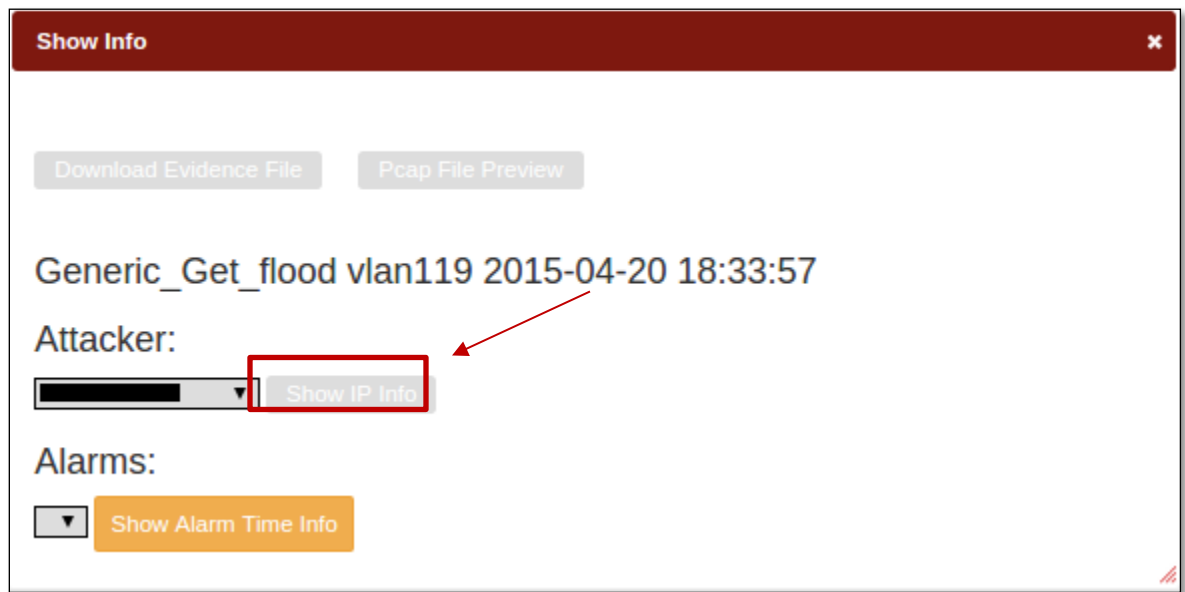 Show Info ×
Download Evidence File Pcap File Preview
Generic_Get_flood vlan119 2015-04-20 18:33:57
Attacker:
▼ Show IP Info
Alarms:
▼ Show Alarm Time Info